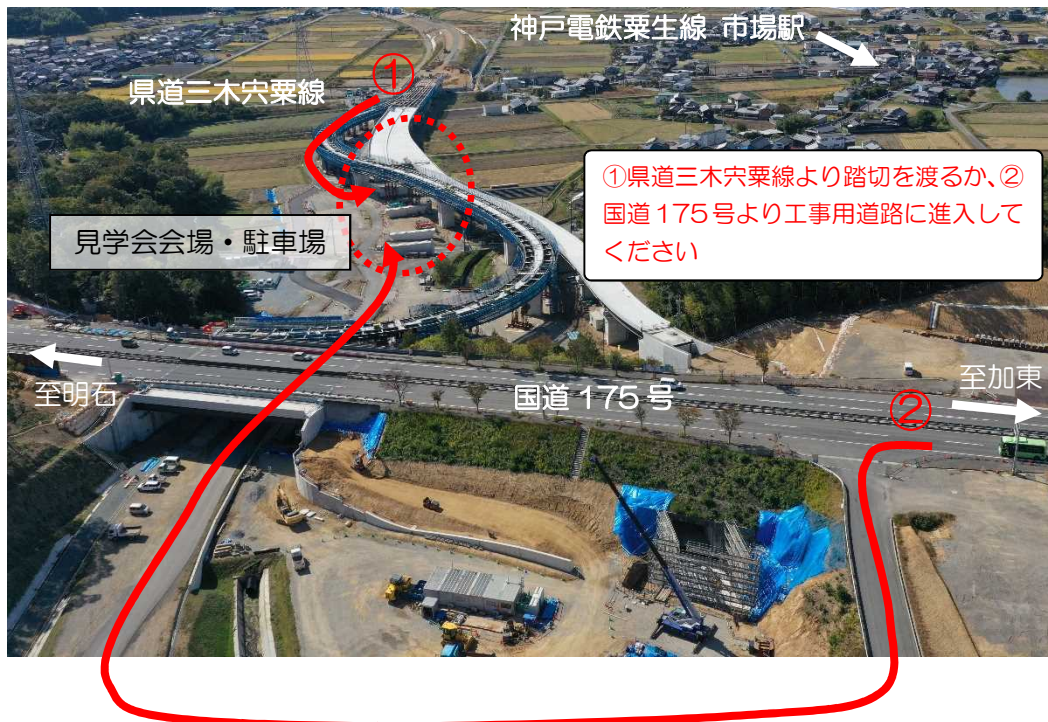 神戸電鉄粟生線 市場駅
①
県道三木宍粟線
①県道三木宍粟線より踏切を渡るか、②
国道175号より工事用道路に進入して
ください
見学会会場・駐車場
至明石
国道175号
至加東
②